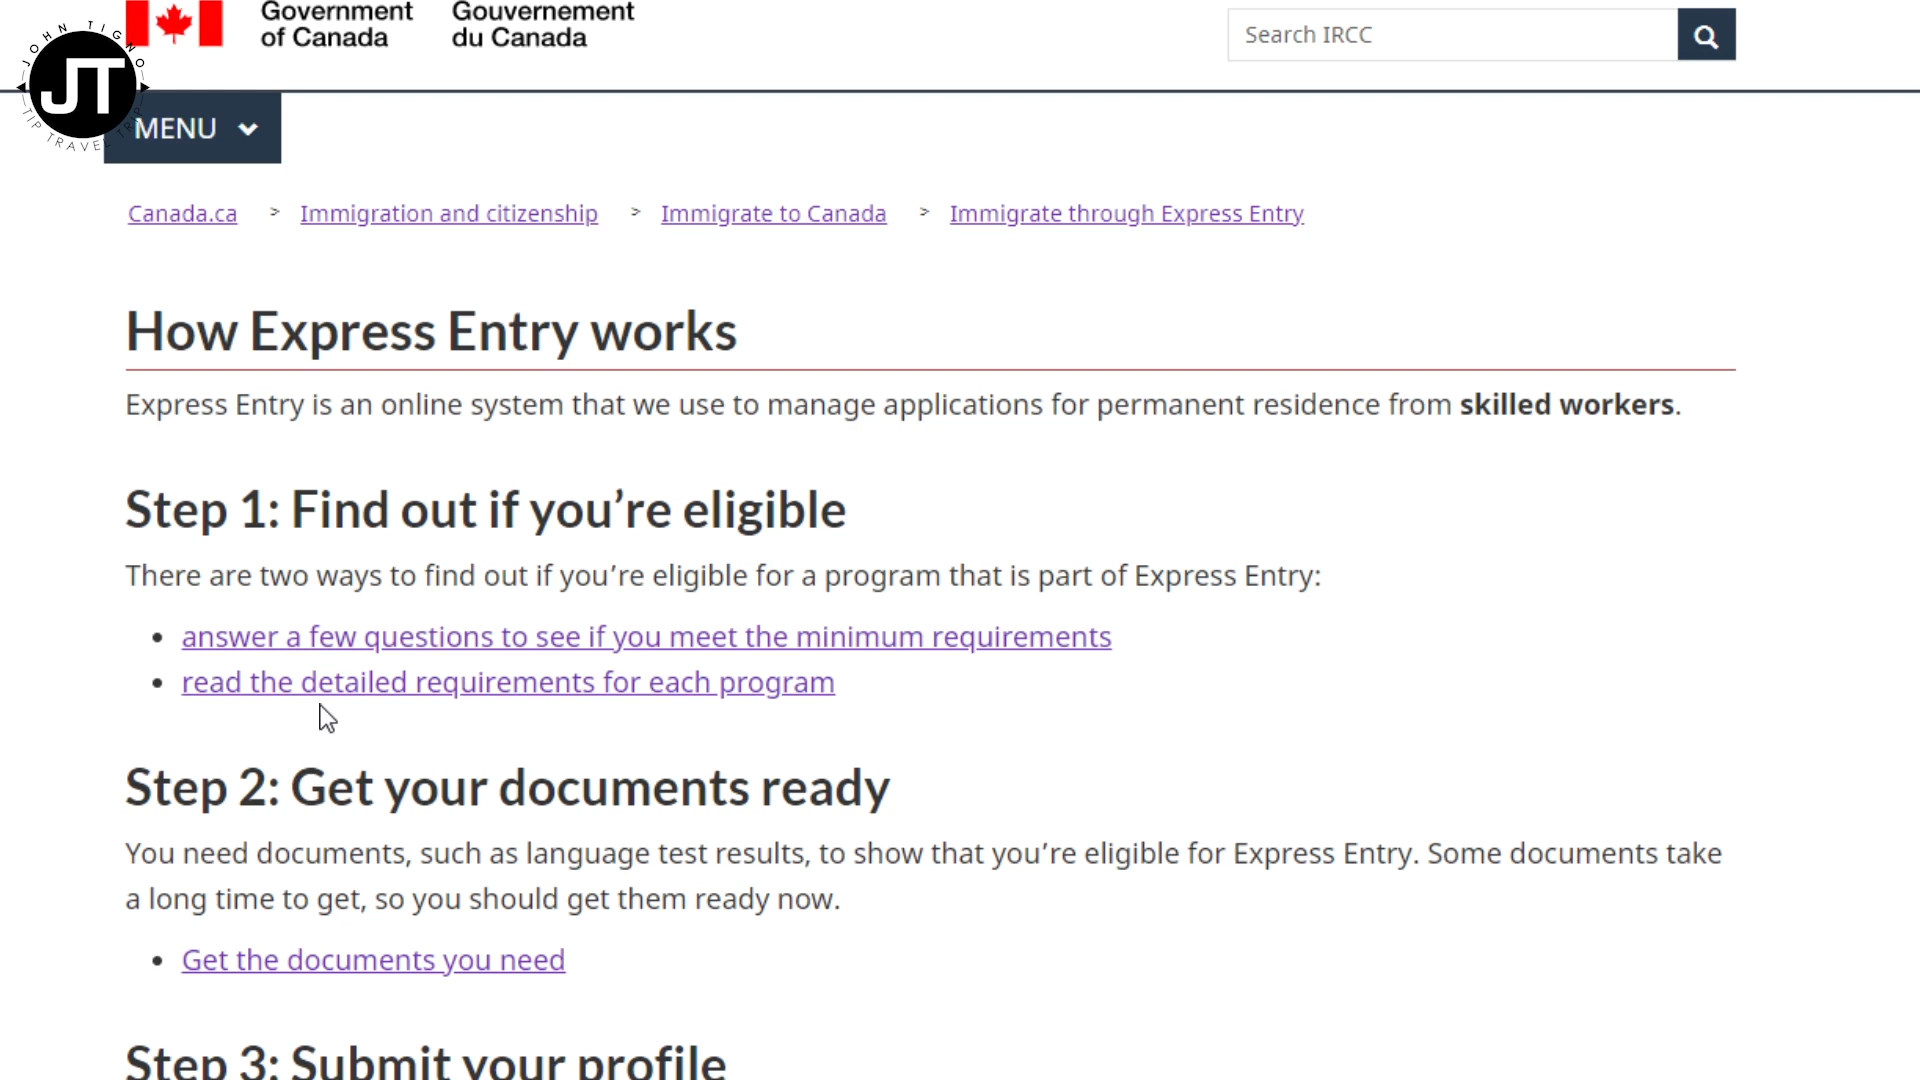 Government of Canada
Gouvernement du Canada
Search IRCC
JOHN TIGNO
JT
TIP TRAVEL TRIP
MENU
Canada.ca > Immigration and citizenship > Immigrate to Canada > Immigrate through Express Entry
How Express Entry works
Express Entry is an online system that we use to manage applications for permanent residence from skilled workers.
Step 1: Find out if you’re eligible
There are two ways to find out if you’re eligible for a program that is part of Express Entry:
• answer a few questions to see if you meet the minimum requirements
• read the detailed requirements for each program
Step 2: Get your documents ready
You need documents, such as language test results, to show that you’re eligible for Express Entry. Some documents take
a long time to get, so you should get them ready now.
• Get the documents you need
Step 3: Submit your profile